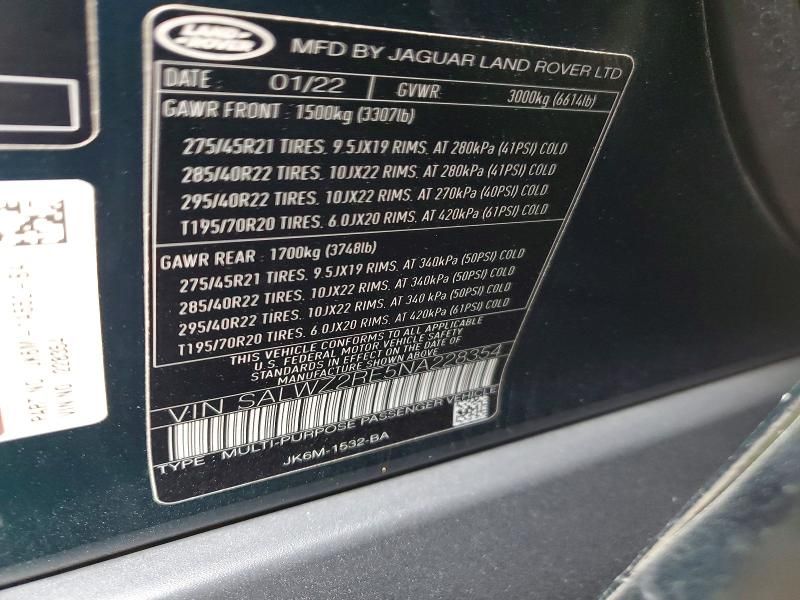 LAND ROVER
MFD BY JAGUAR LAND ROVER LTD
DATE : 01/22 GVWR: 3000kg (6614lb)
GAWR FRONT : 1500kg (3307lb)
275/45R21 TIRES, 9.5JX19 RIMS, AT 280kPa (41PSI) COLD
285/40R22 TIRES, 10JX22 RIMS, AT 280kPa (41PSI) COLD
295/40R22 TIRES, 10JX22 RIMS, AT 270kPa (40PSI) COLD
T195/70R20 TIRES, 6.0JX20 RIMS, AT 420kPa (61PSI) COLD
GAWR REAR : 1700kg (3748lb)
275/45R21 TIRES, 9.5JX19 RIMS, AT 340kPa (50PSI) COLD
285/40R22 TIRES, 10JX22 RIMS, AT 340kPa (50PSI) COLD
295/40R22 TIRES, 10JX22 RIMS, AT 340 kPa (50PSI) COLD
T195/70R20 TIRES, 6.0JX20 RIMS, AT 420kPa (61PSI) COLD
THIS VEHICLE CONFORMS TO ALL APPLICABLE
U.S. FEDERAL MOTOR VEHICLE SAFETY
STANDARDS IN EFFECT ON THE DATE OF
MANUFACTURE SHOWN ABOVE
VIN SALWZ2RE5NA228354
TYPE : MULTI-PURPOSE PASSENGER VEHICLE
JK6M-1532-BA
PART NO.
VIN NO. 228354